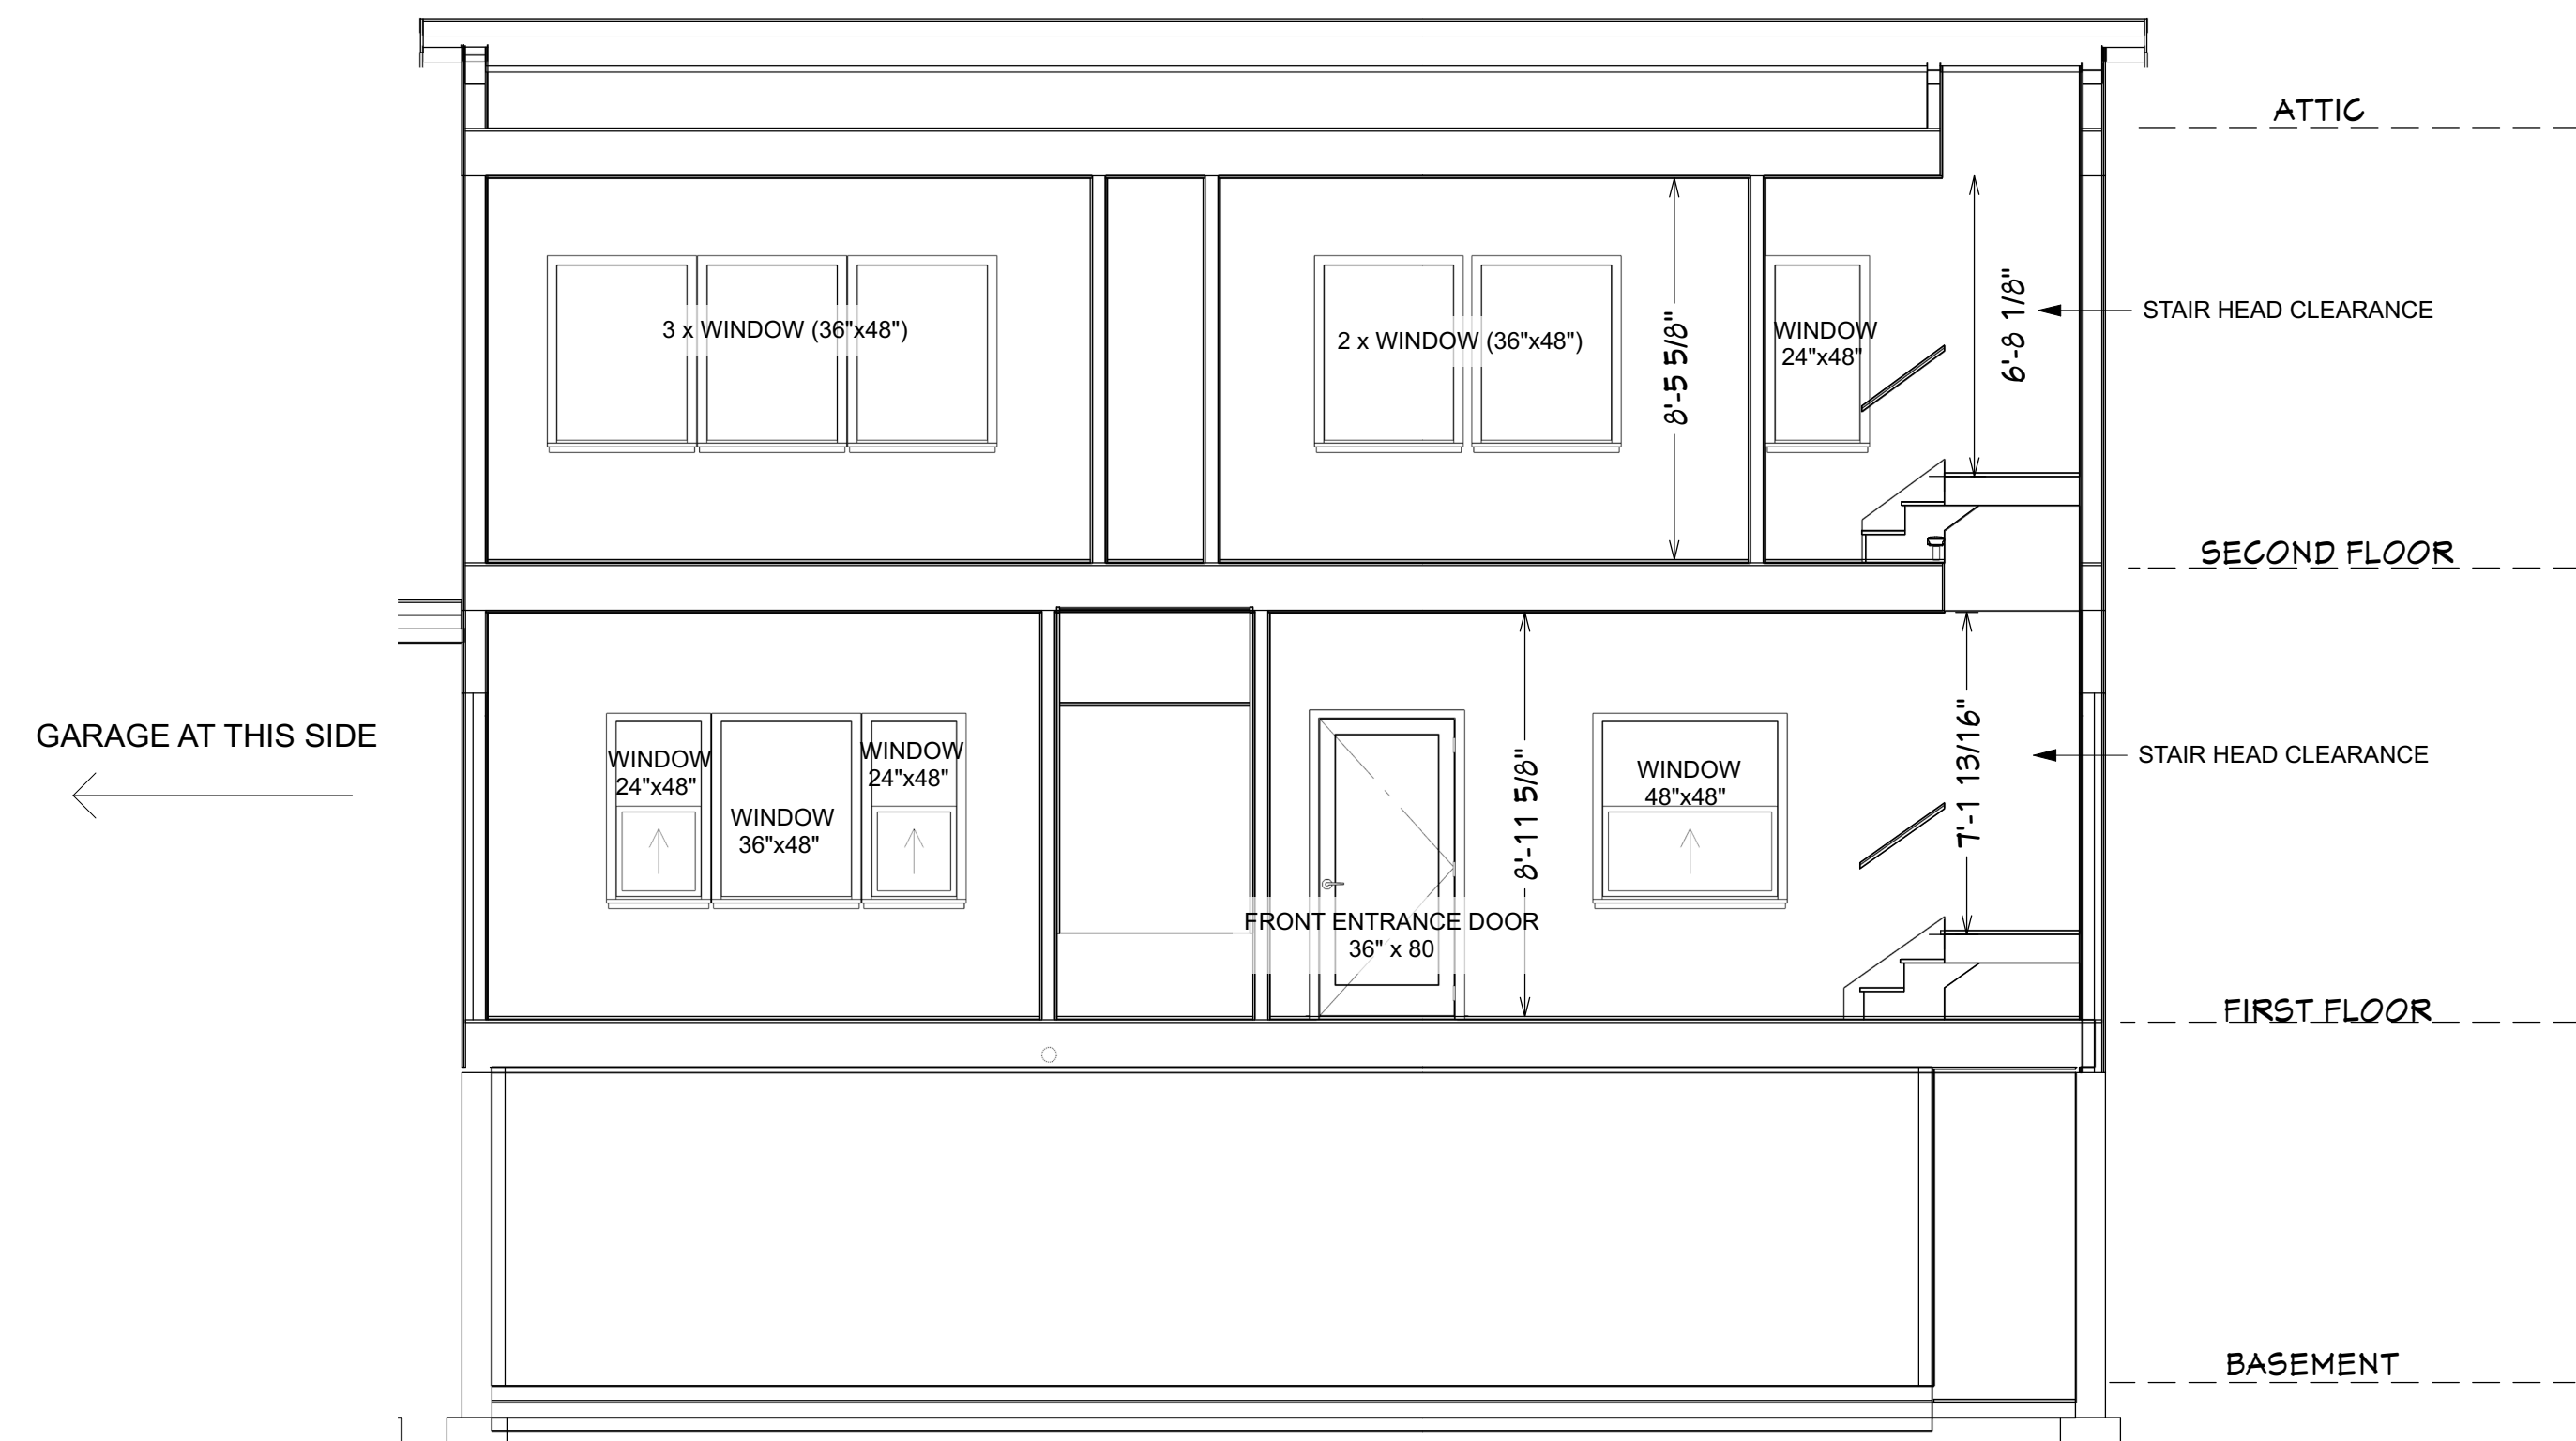 ATTIC
3 x WINDOW (36"x48")
2 x WINDOW (36"x48")
8'-5 5/8"
WINDOW
24"x48"
6'-8 1/8"
STAIR HEAD CLEARANCE
SECOND FLOOR
GARAGE AT THIS SIDE
WINDOW
24"x48"
WINDOW
36"x48"
WINDOW
24"x48"
FRONT ENTRANCE DOOR
36" x 80
8'-11 5/8"
WINDOW
48"x48"
7'-1 13/16"
STAIR HEAD CLEARANCE
FIRST FLOOR
BASEMENT